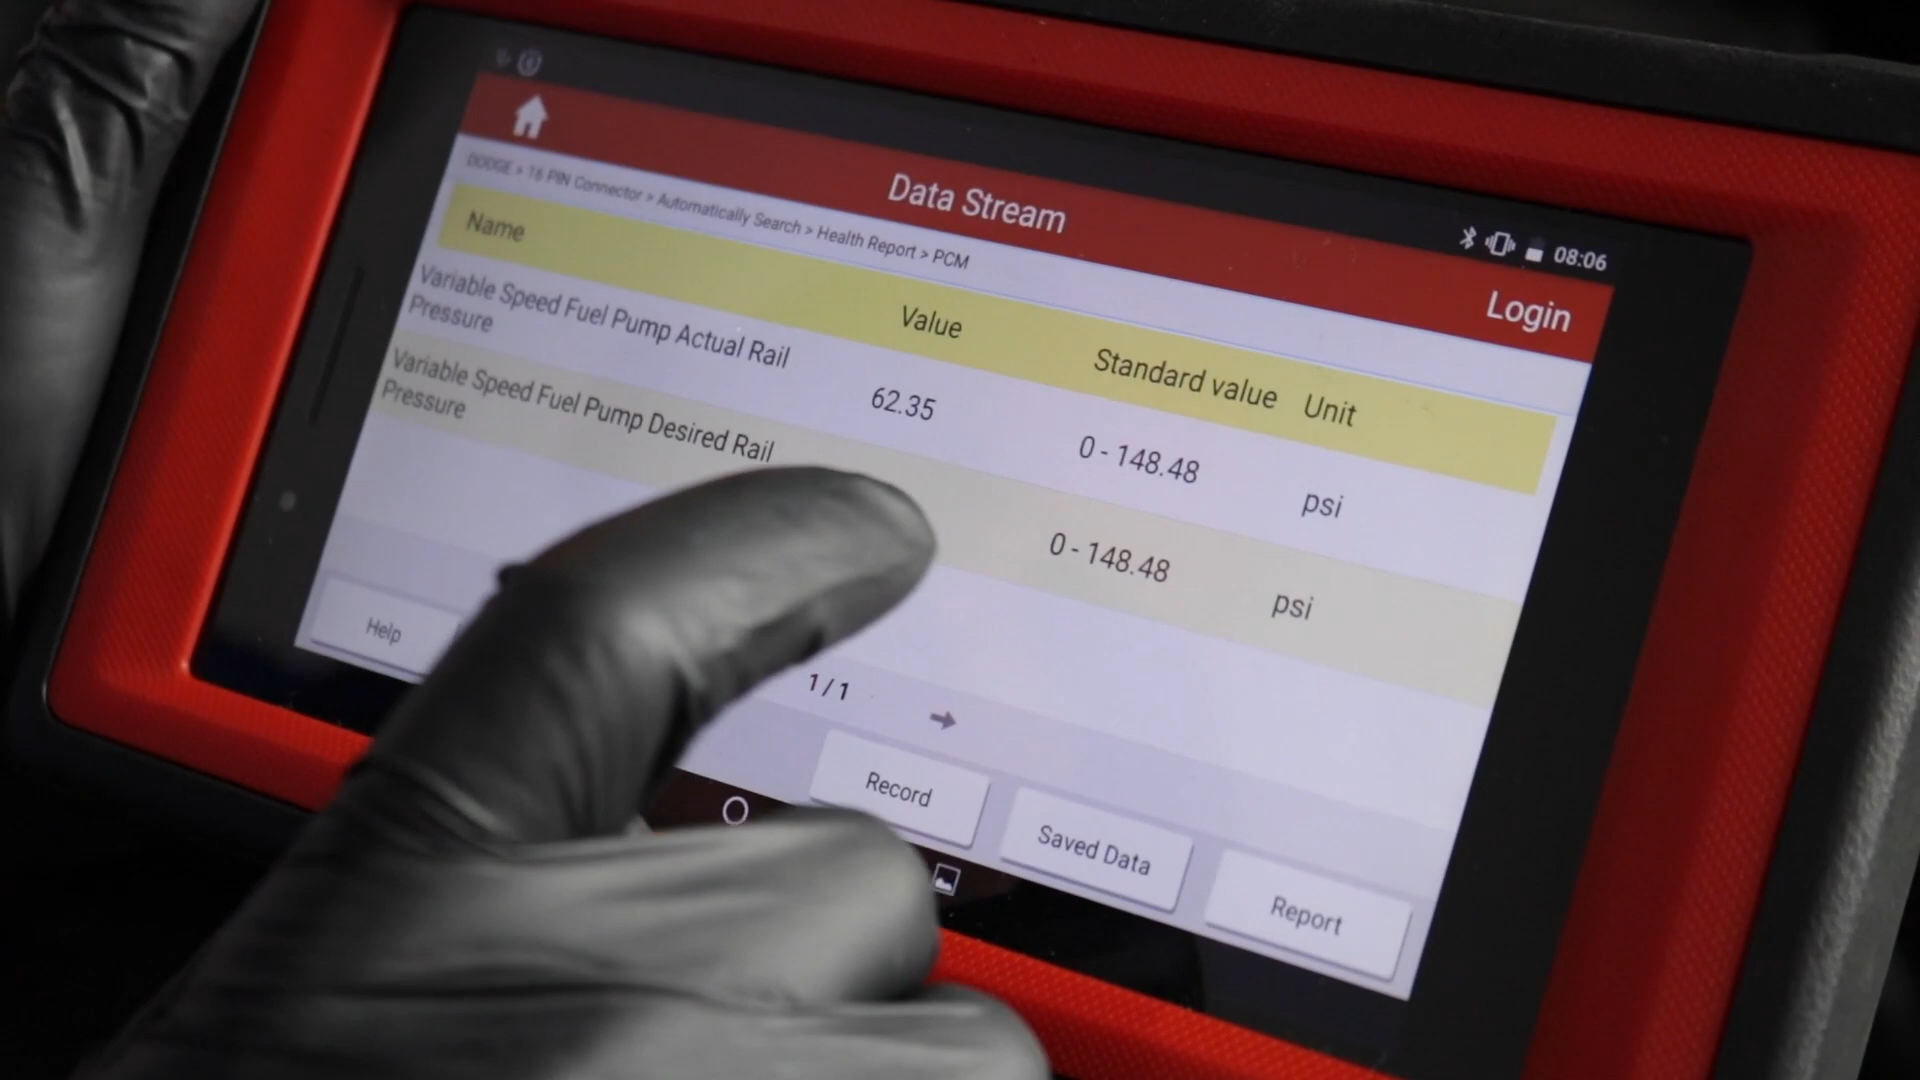 08:06
Data Stream
Login
DODGE > 16 PIN Connector > Automatically Search > Health Report > PCM
Name Value Standard value Unit
Variable Speed Fuel Pump Actual Rail
Pressure
62.35 0 - 148.48 psi
Variable Speed Fuel Pump Desired Rail
Pressure
0 - 148.48 psi
1 / 1
Help Record Saved Data Report